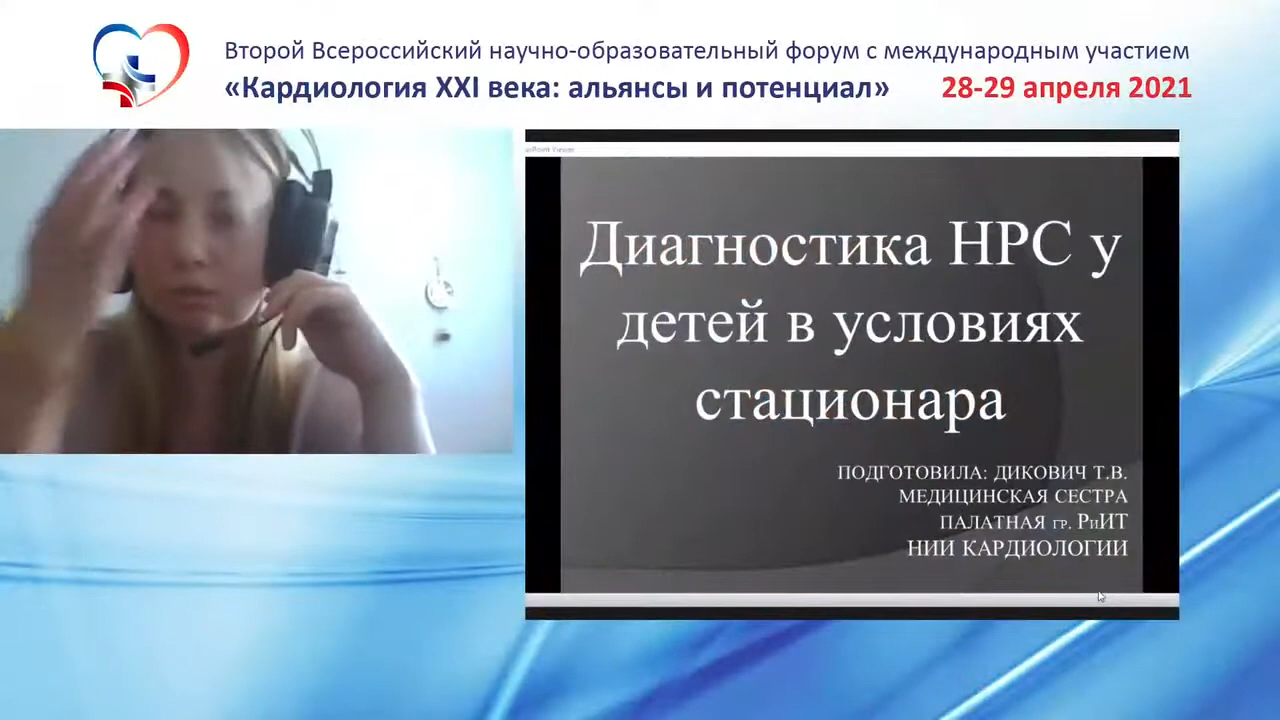 Второй Всероссийский научно-образовательный форум с международным участием
«Кардиология XXI века: альянсы и потенциал» 28-29 апреля 2021
Диагностика НРС у
детей в условиях
стационара
ПОДГОТОВИЛА: ДИКОВИЧ Т.В.
МЕДИЦИНСКАЯ СЕСТРА
ПАЛАТНАЯ ГР. РиИТ
НИИ КАРДИОЛОГИИ